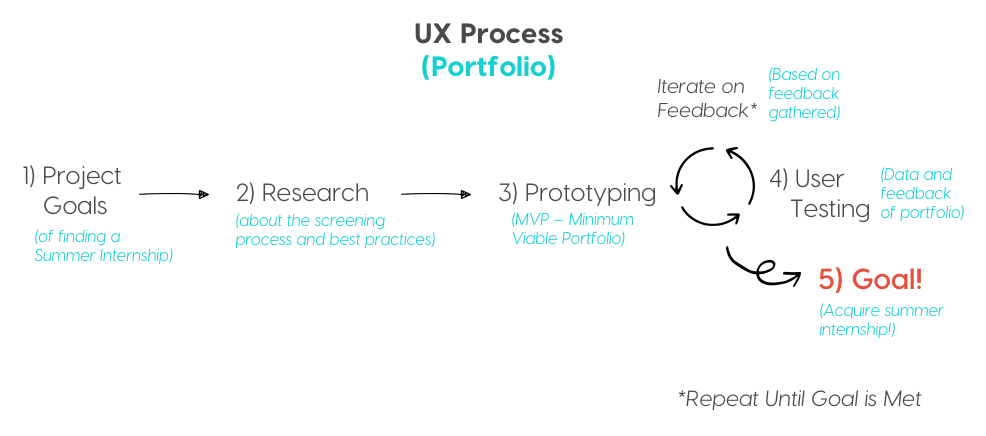 UX Process
(Portfolio)
Iterate on
Feedback*
(Based on
feedback
gathered)
1) Project
Goals
(of finding a
Summer Internship)
2) Research
(about the screening
process and best practices)
3) Prototyping
(MVP – Minimum
Viable Portfolio)
4) User
Testing
(Data and
feedback
of portfolio)
5) Goal!
(Acquire summer
internship!)
*Repeat Until Goal is Met